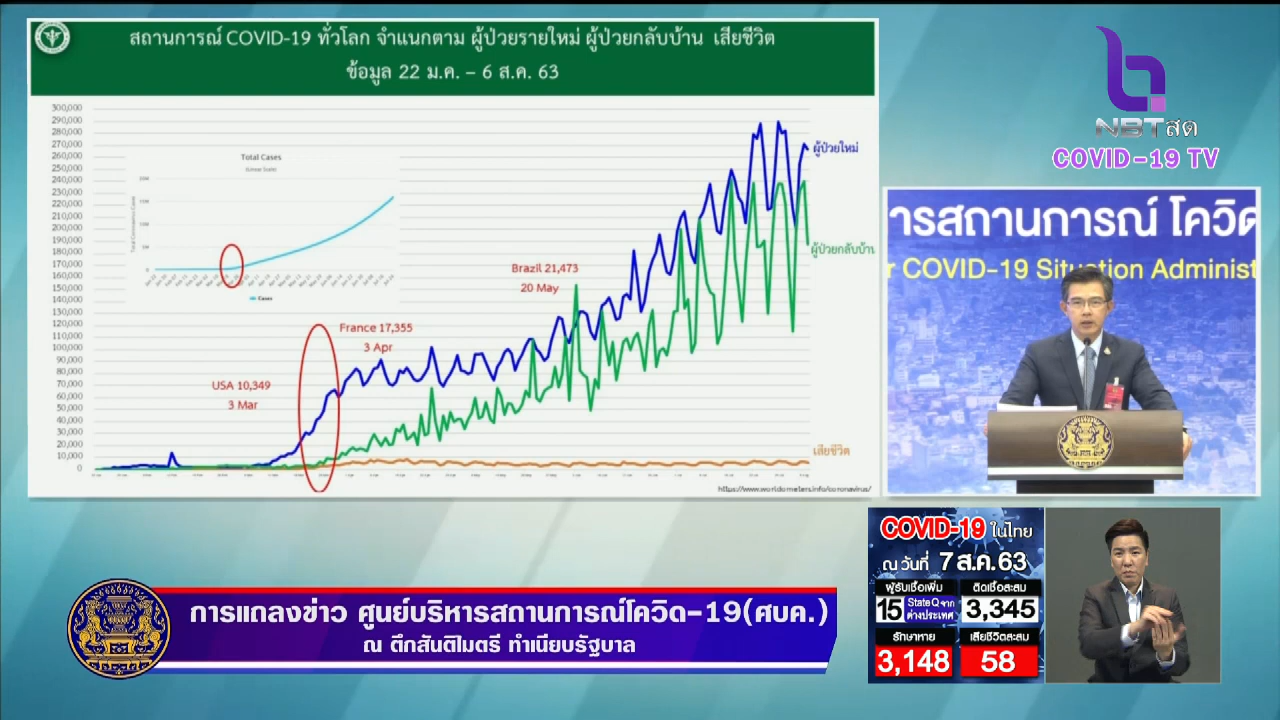 สถานการณ์ COVID-19 ทั่วโลก จำแนกตาม ผู้ป่วยรายใหม่ ผู้ป่วยกลับบ้าน เสียชีวิต
ข้อมูล 22 ม.ค. – 6 ส.ค. 63
300,000
290,000
280,000
270,000
260,000
250,000
240,000
230,000
220,000
210,000
200,000
190,000
180,000
170,000
160,000
150,000
140,000
130,000
120,000
110,000
100,000
90,000
80,000
70,000
60,000
50,000
40,000
30,000
20,000
10,000
0
Total Cases
(Linear Scale)
Total Coronavirus Cases
Cases
USA 10,349
3 Mar
France 17,355
3 Apr
Brazil 21,473
20 May
ผู้ป่วยใหม่
ผู้ป่วยกลับบ้าน
เสียชีวิต
https://www.worldometers.info/coronavirus/
NBT สด
COVID-19 TV
ารสถานการณ์ โควิด
r COVID-19 Situation Administ
COVID-19 ในไทย
ณ วันที่ 7 ส.ค. 63
ผู้รับเชื้อเพิ่ม
15 State Q จาก
ต่างประเทศ
ติดเชื้อสะสม
3,345
รักษาหาย
3,148
เสียชีวิตสะสม
58
การแถลงข่าว ศูนย์บริหารสถานการณ์โควิด-19(ศบค.)
ณ ตึกสันติไมตรี ทำเนียบรัฐบาล